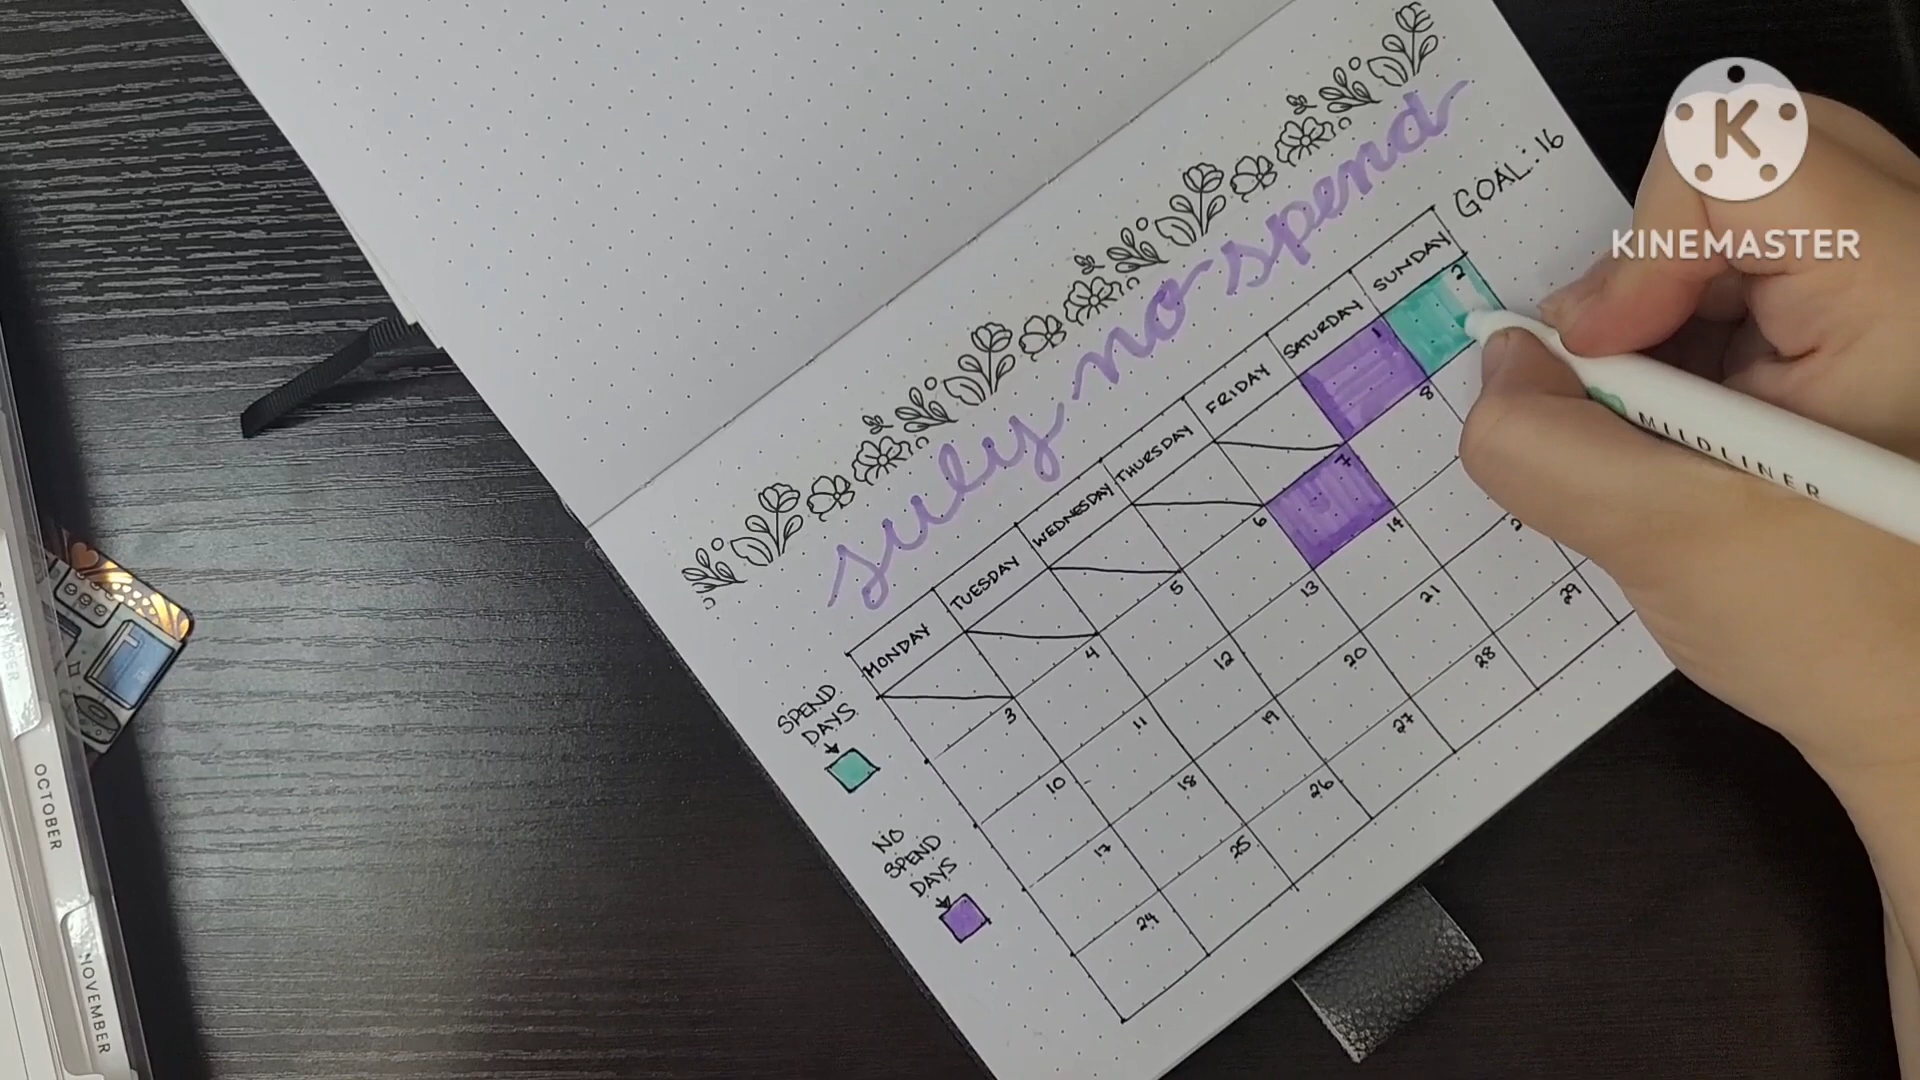 KINEMASTER
July no spend
GOAL: 16
MONDAY TUESDAY WEDNESDAY THURSDAY FRIDAY SATURDAY SUNDAY
1 2
3 4 5 6 7 8
10 11 12 13 14
17 18 19 20 21
24 25 26 27 28 29
SPEND
DAYS
NO
SPEND
DAYS
MILDLINER
OCTOBER
NOVEMBER